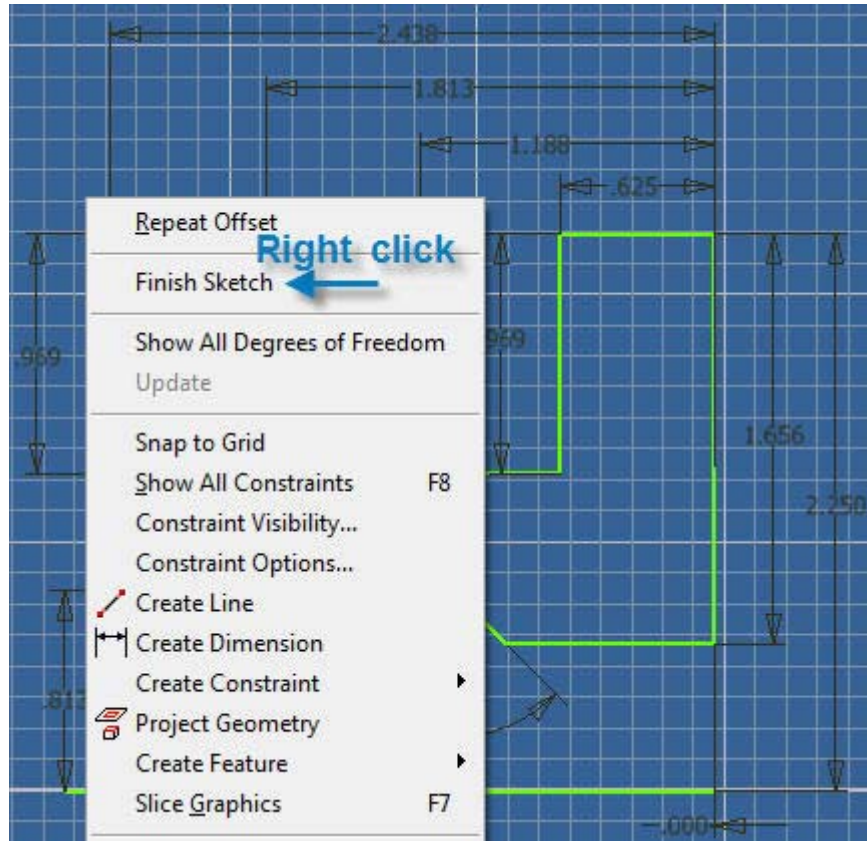 2.438
1.813
1.188
.625
Repeat Offset
Right click
Finish Sketch
Show All Degrees of Freedom
.969
.969
Update
Snap to Grid
1.656
Show All Constraints F8
2.250
Constraint Visibility...
Constraint Options...
Create Line
Create Dimension
Create Constraint
.813
Project Geometry
Create Feature
Slice Graphics F7
.000